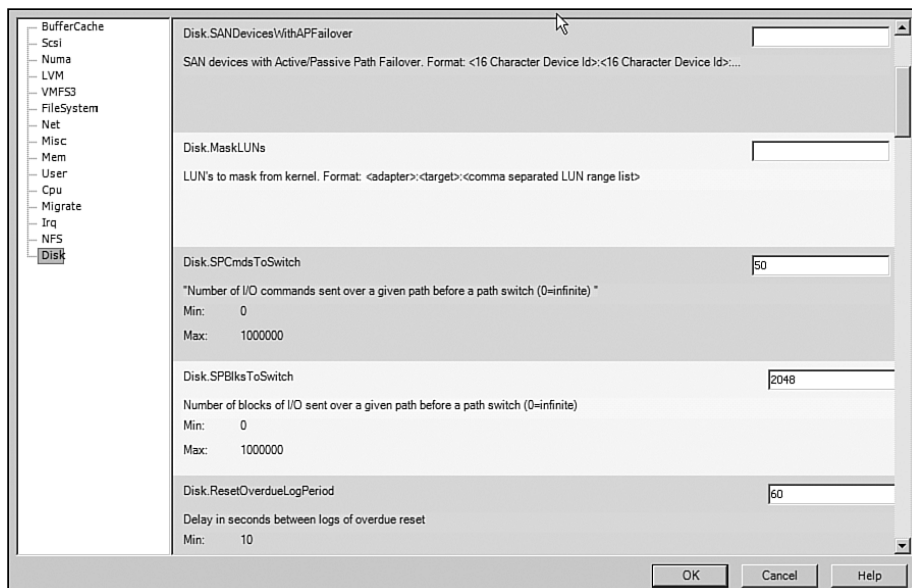 BufferCache
Scsi
Numa
LVM
VMFS3
FileSystem
Net
Misc
Mem
User
Cpu
Migrate
Irq
NFS
Disk
Disk.SANDevicesWithAPFailover
SAN devices with Active/Passive Path Failover. Format: <16 Character Device Id>:<16 Character Device Id>:...
Disk.MaskLUNs
LUN's to mask from kernel. Format: <adapter>:<target>:<comma separated LUN range list>
Disk.SPCmdsToSwitch
50
"Number of I/O commands sent over a given path before a path switch (0=infinite) "
Min: 0
Max: 1000000
Disk.SPBlksToSwitch
2048
Number of blocks of I/O sent over a given path before a path switch (0=infinite)
Min: 0
Max: 1000000
Disk.ResetOverdueLogPeriod
60
Delay in seconds between logs of overdue reset
Min: 10
OK Cancel Help